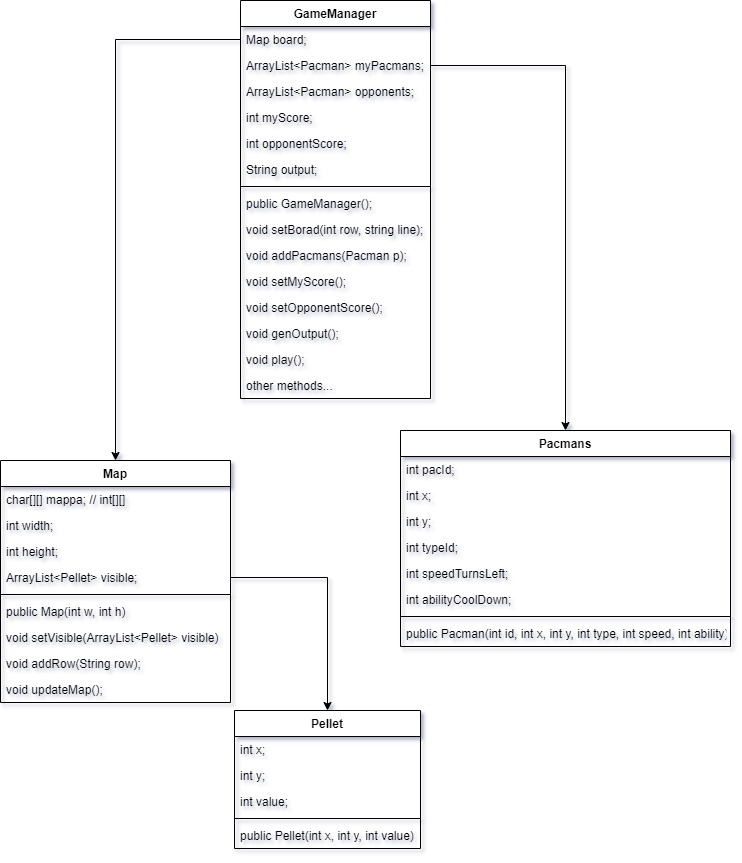 GameManager
Map board;
ArrayList<Pacman> myPacmans;
ArrayList<Pacman> opponents;
int myScore;
int opponentScore;
String output;
public GameManager();
void setBorad(int row, string line);
void addPacmans(Pacman p);
void setMyScore();
void setOpponentScore();
void genOutput();
void play();
other methods...
Map
char[][] mappa; // int[][]
int width;
int height;
ArrayList<Pellet> visible;
public Map(int w, int h)
void setVisible(ArrayList<Pellet> visible)
void addRow(String row);
void updateMap();
Pacmans
int pacId;
int x;
int y;
int typeId;
int speedTurnsLeft;
int abilityCoolDown;
public Pacman(int id, int x, int y, int type, int speed, int ability)
Pellet
int x;
int y;
int value;
public Pellet(int x, int y, int value)